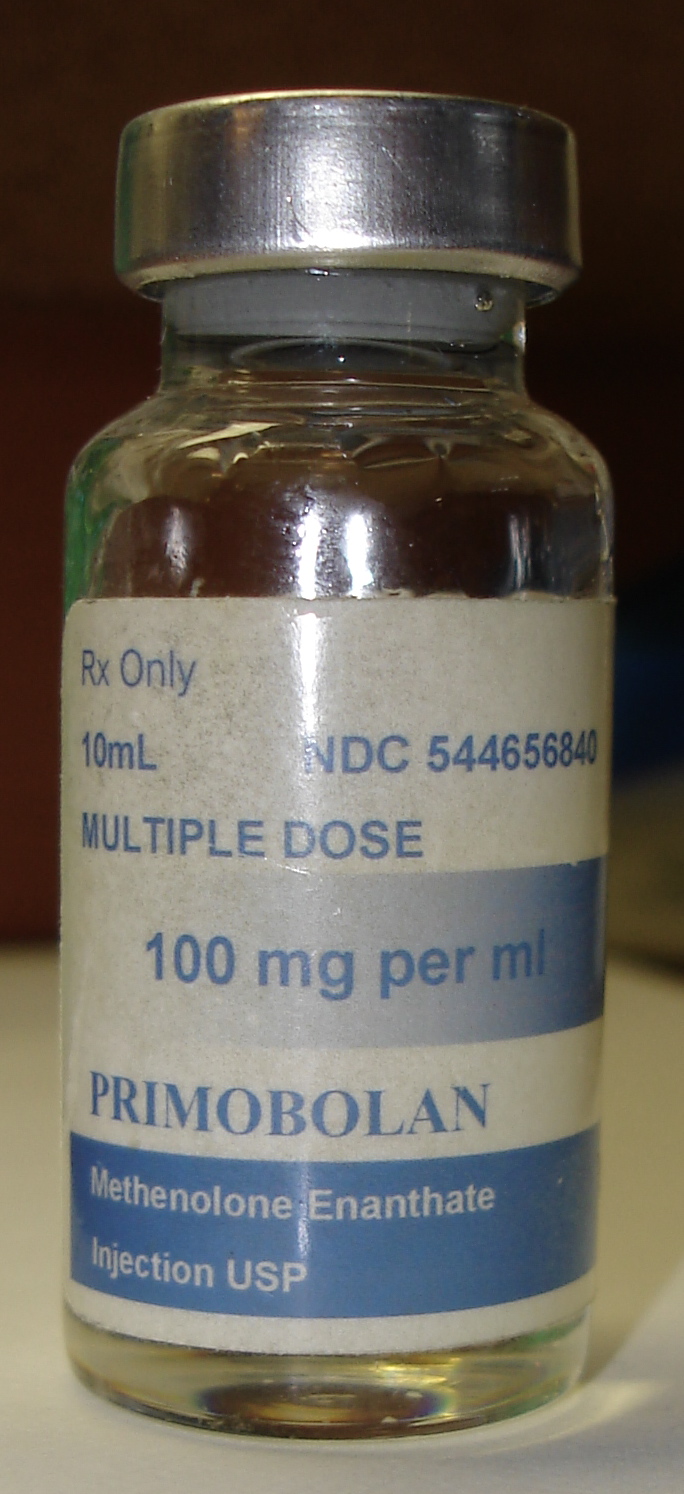 Rx Only
10mL NDC 544656840
MULTIPLE DOSE
100 mg per ml
PRIMOBOLAN
Methenolone Enanthate
Injection USP